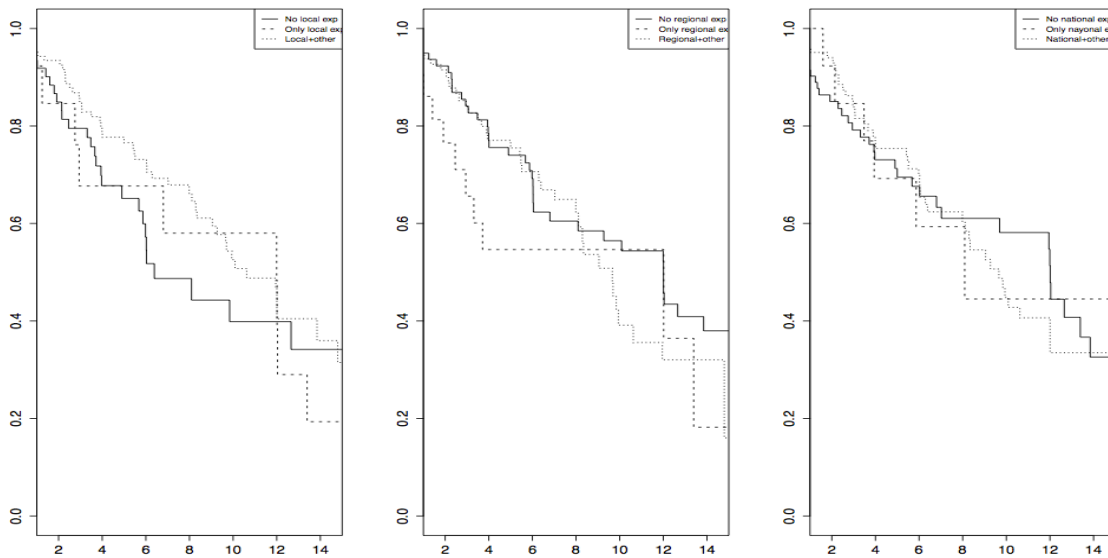 No local exp
Only local exp
Local+other
1.0
0.8
0.6
0.4
0.2
0.0
2 4 6 8 10 12 14
No regional exp
Only regional ex
Regional+other
1.0
0.8
0.6
0.4
0.2
0.0
2 4 6 8 10 12 14
No national exp
Only nayonal e
National+other
1.0
0.8
0.6
0.4
0.2
0.0
2 4 6 8 10 12 14